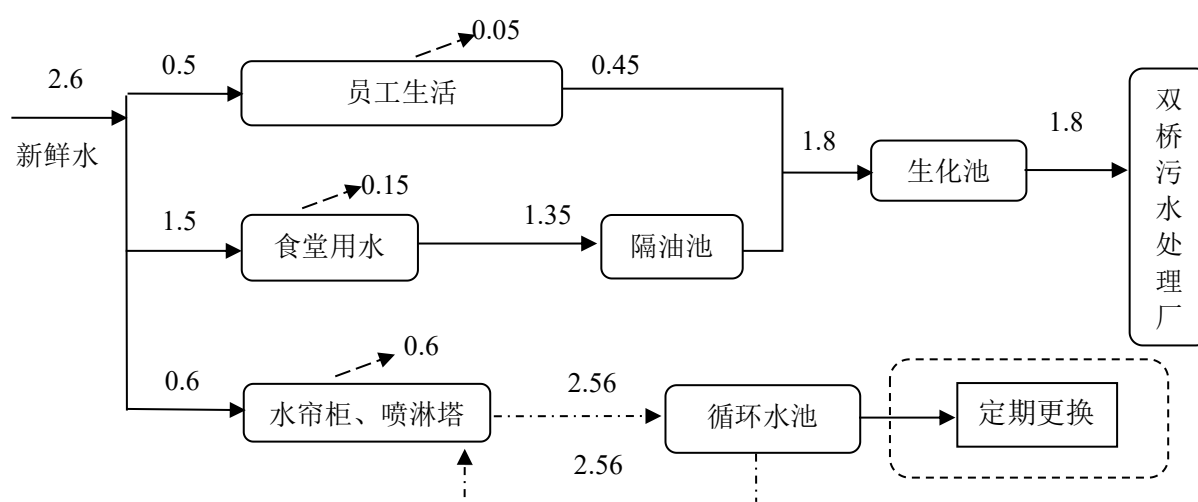 0.05
2.6
0.5
员工生活
0.45
新鲜水
1.8
生化池
1.8
双桥污水处理厂
0.15
1.5
食堂用水
1.35
隔油池
0.6
0.6
水帘柜、喷淋塔
2.56
循环水池
定期更换
2.56